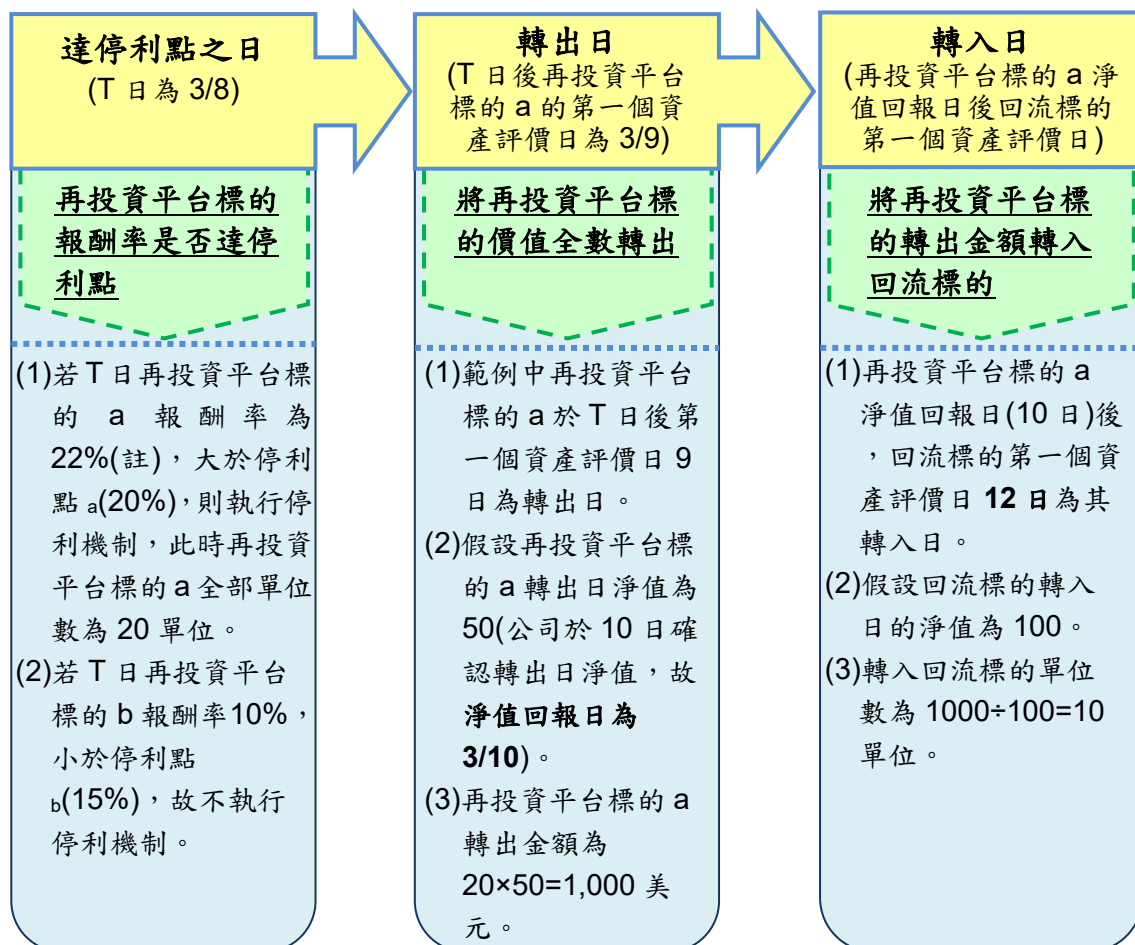 達停利點之日
(T 日為 3/8)
再投資平台標的
報酬率是否達停
利點
(1)若 T 日再投資平台標
的 a 報酬率為
22%(註)，大於停利
點 a(20%)，則執行停
利機制，此時再投資
平台標的 a 全部單位
數為 20 單位。
(2)若 T 日再投資平台
標的 b 報酬率10%，
小於停利點
b(15%)，故不執行
停利機制。
轉出日
(T 日後再投資平台
標的 a 的第一個資
產評價日為 3/9)
將再投資平台標
的價值全數轉出
(1)範例中再投資平台
標的 a 於 T 日後第
一個資產評價日 9
日為轉出日。
(2)假設再投資平台標
的 a 轉出日淨值為
50(公司於 10 日確
認轉出日淨值，故
淨值回報日為
3/10)。
(3)再投資平台標的 a
轉出金額為
20×50=1,000 美
元。
轉入日
(再投資平台標的 a 淨
值回報日後回流標的
第一個資產評價日)
將再投資平台標
的轉出金額轉入
回流標的
(1)再投資平台標的 a
淨值回報日(10 日)後
，回流標的第一個資
產評價日 12 日為其
轉入日。
(2)假設回流標的轉入
日的淨值為 100。
(3)轉入回流標的單位
數為 1000÷100=10
單位。